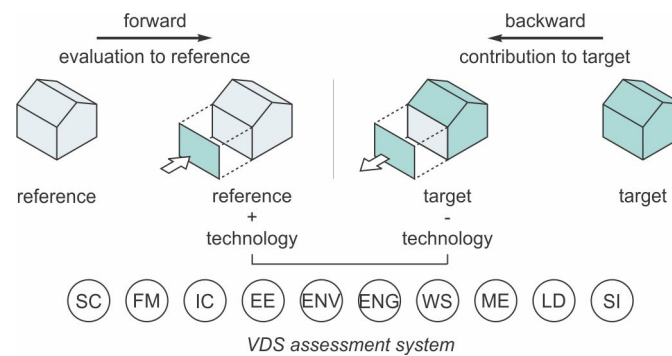 forward
evaluation to reference
backward
contribution to target
reference
reference
+
technology
target
-
technology
target
SC FM IC EE ENV ENG WS ME LD SI
VDS assessment system